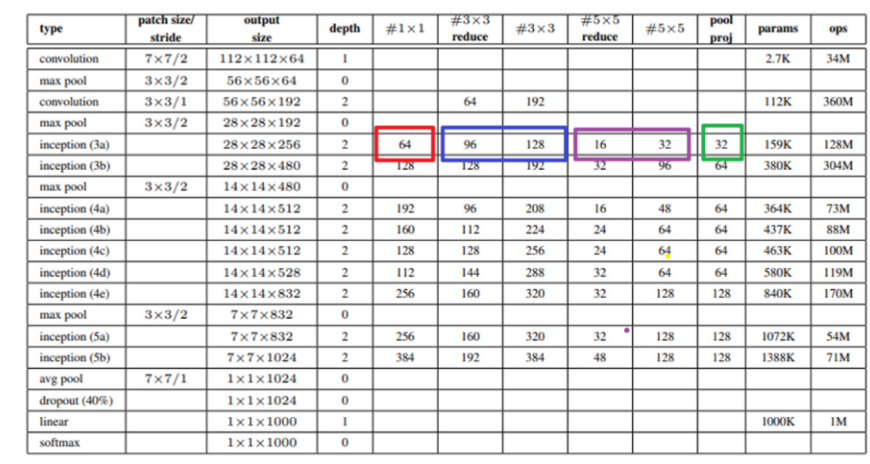 type patch size/ stride output size depth #1×1 #3×3 reduce #3×3 #5×5 reduce #5×5 pool proj params ops
convolution 7×7/2 112×112×64 1 2.7K 34M
max pool 3×3/2 56×56×64 0
convolution 3×3/1 56×56×192 2 64 192 112K 360M
max pool 3×3/2 28×28×192 0
inception (3a) 28×28×256 2 64 96 128 16 32 32 159K 128M
inception (3b) 28×28×480 2 128 128 192 32 96 64 380K 304M
max pool 3×3/2 14×14×480 0
inception (4a) 14×14×512 2 192 96 208 16 48 64 364K 73M
inception (4b) 14×14×512 2 160 112 224 24 64 64 437K 88M
inception (4c) 14×14×512 2 128 128 256 24 64 64 463K 100M
inception (4d) 14×14×528 2 112 144 288 32 64 64 580K 119M
inception (4e) 14×14×832 2 256 160 320 32 128 128 840K 170M
max pool 3×3/2 7×7×832 0
inception (5a) 7×7×832 2 256 160 320 32 128 128 1072K 54M
inception (5b) 7×7×1024 2 384 192 384 48 128 128 1388K 71M
avg pool 7×7/1 1×1×1024 0
dropout (40%) 1×1×1024 0
linear 1×1×1000 1 1000K 1M
softmax 1×1×1000 0